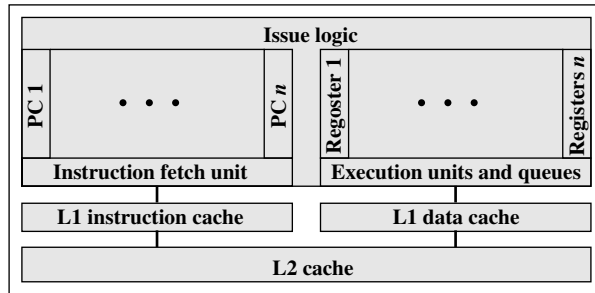 Issue logic
PC 1
• • •
PC n
Regoster 1
• • •
Registers n
Instruction fetch unit
Execution units and queues
L1 instruction cache
L1 data cache
L2 cache